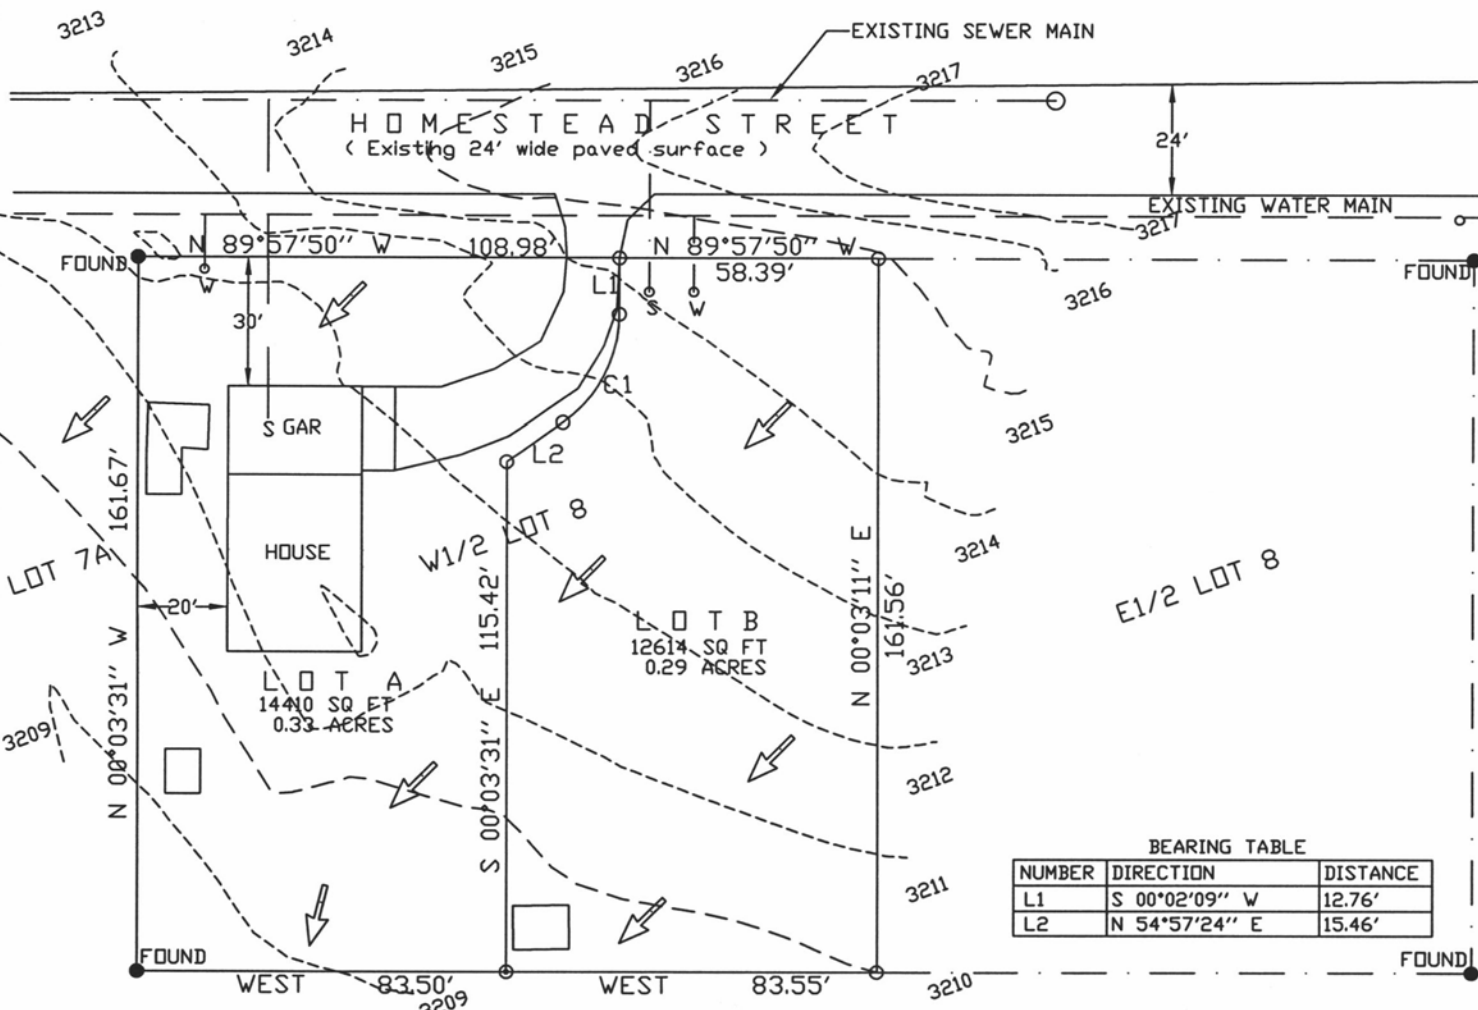 3213
3214
3215
3216
3217
EXISTING SEWER MAIN
HOMESTEAD STREET
( Existing 24' wide paved surface )
24'
EXISTING WATER MAIN
3217
N 89°57'50" W 108.98'
N 89°57'50" W
58.39'
FOUND
FOUND
W
L1
S
W
3216
30'
C1
S GAR
L2
3215
161.67'
N 00°03'31" W
HOUSE
W1/2 LOT 8
3214
LOT 7A
20'
115.42'
S 00°03'31" E
N 00°03'11" E
161.56'
E1/2 LOT 8
LOT B
12614 SQ FT
0.29 ACRES
3213
LOT A
14410 SQ FT
0.33 ACRES
3209
3212
3211
BEARING TABLE
NUMBER DIRECTION DISTANCE
L1 S 00°02'09" W 12.76'
L2 N 54°57'24" E 15.46'
FOUND
FOUND
WEST 83.50'
WEST 83.55'
3210
3209